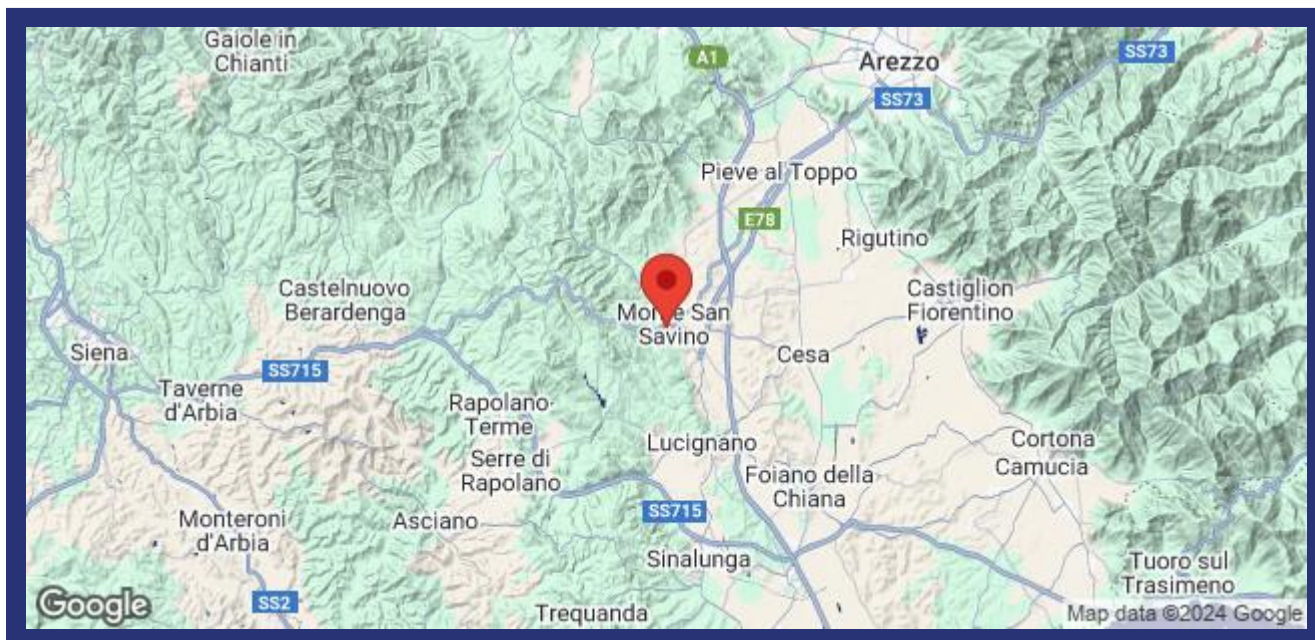 Gaiole in
Chianti
A1
Arezzo
SS73
SS73
Pieve al Toppo
E78
Rigutino
Castelnuovo
Berardenga
Monte San
Savino
Castiglion
Fiorentino
Siena
Cesa
SS715
Taverne
d'Arbia
Rapolano
Terme
Lucignano
Cortona
Camucia
Serre di
Rapolano
Foiano della
Chiana
SS715
Asciano
Monteroni
d'Arbia
Sinalunga
Tuoro sul
Trasimeno
SS2
Trequanda
Google
Map data ©2024 Google